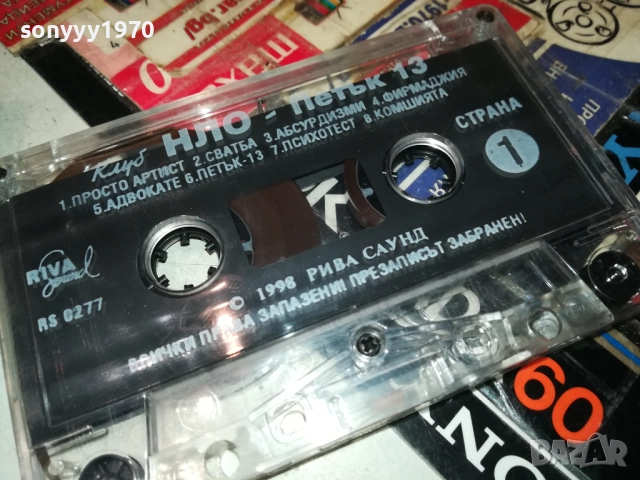 sonyyy1970
Клуб НЛО - Петък 13
1.ПРОСТО АРТИСТ 2.СВАТБА 3.АБСУРДИЗМИ 4.ФИРМАДЖИЯ
5.АДВОКАТЕ 6.ПЕТЪК-13 7.ПСИХОТЕСТ 8.КОМШИЯТА
СТРАНА
1
RIVA
Sound
RS 0277
© 1998 РИВА САУНД
ВСИЧКИ ПРАВА ЗАПАЗЕНИ! ПРЕЗАПИСЪТ ЗАБРАНЕН!
60
BAZAR
bg